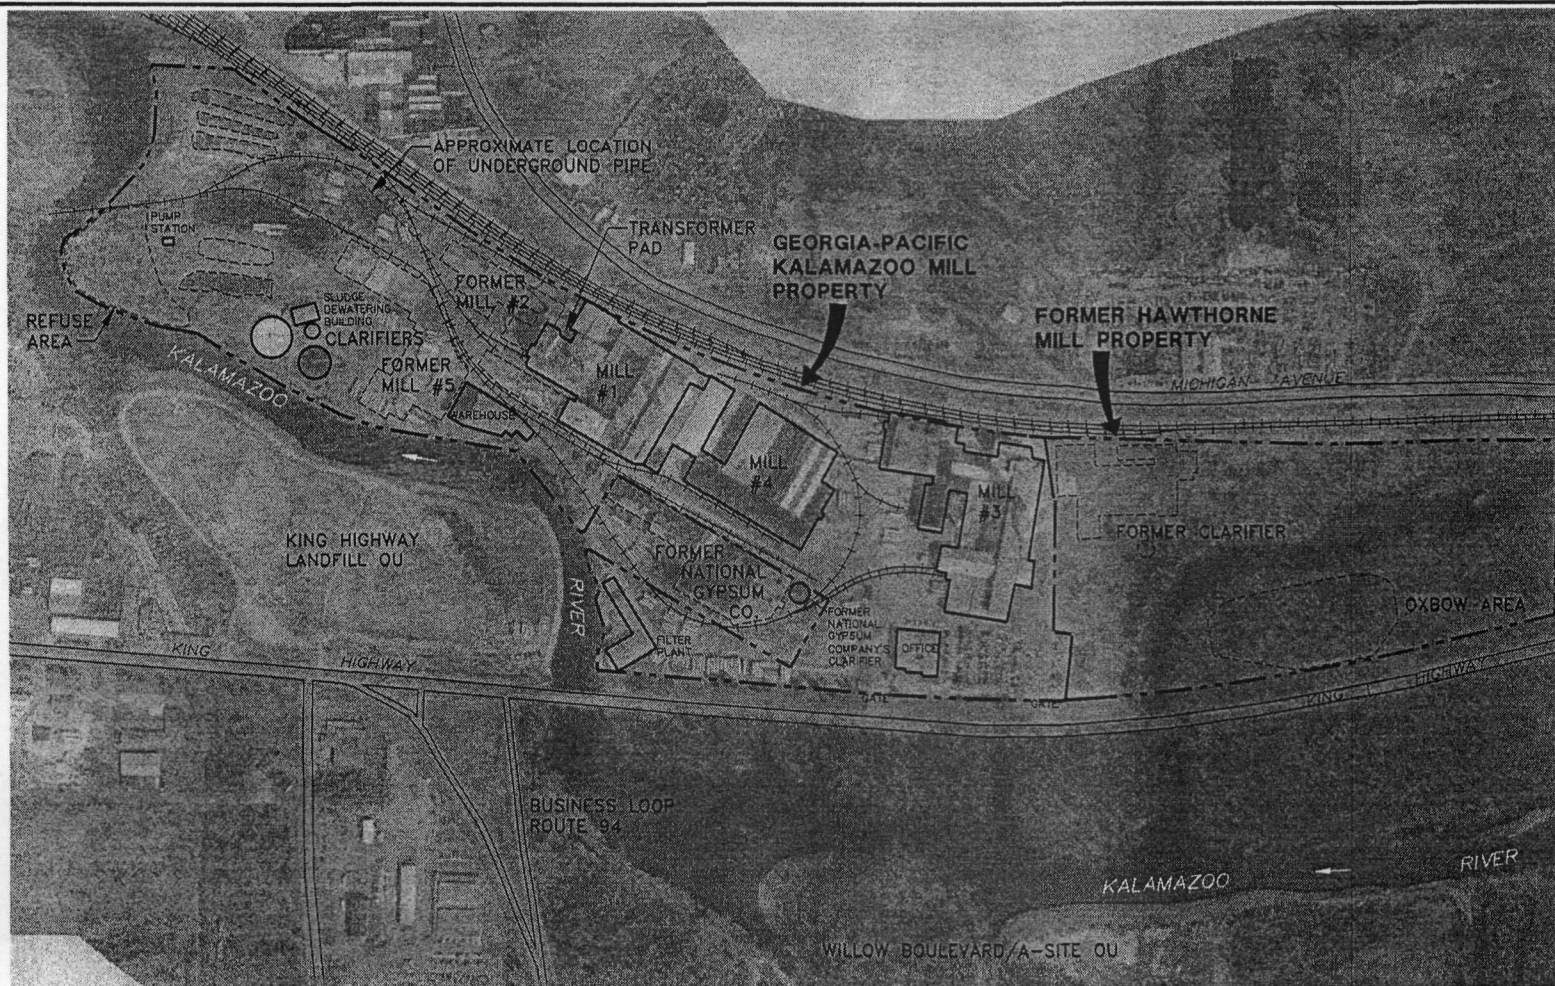 APPROXIMATE LOCATION
OF UNDERGROUND PIPE
PUMP
STATION
TRANSFORMER
PAD
GEORGIA-PACIFIC
KALAMAZOO MILL
PROPERTY
FORMER
MILL #2
FORMER HAWTHORNE
MILL PROPERTY
REFUSE
AREA
SLUDGE
DEWATERING
BUILDING
CLARIFIERS
KALAMAZOO
FORMER
MILL #5
WAREHOUSE
MILL
#1
MICHIGAN AVENUE
MILL
#4
MILL
#3
FORMER CLARIFIER
KING HIGHWAY
LANDFILL OU
RIVER
FORMER
NATIONAL
GYPSUM
CO.
FORMER
NATIONAL
GYPSUM
COMPANY'S
CLARIFIER
OXBOW AREA
FILTER
PLANT
OFFICE
KING HIGHWAY
GATE
GATE
KING HIGHWAY
BUSINESS LOOP
ROUTE 94
KALAMAZOO RIVER
WILLOW BOULEVARD/A-SITE OU